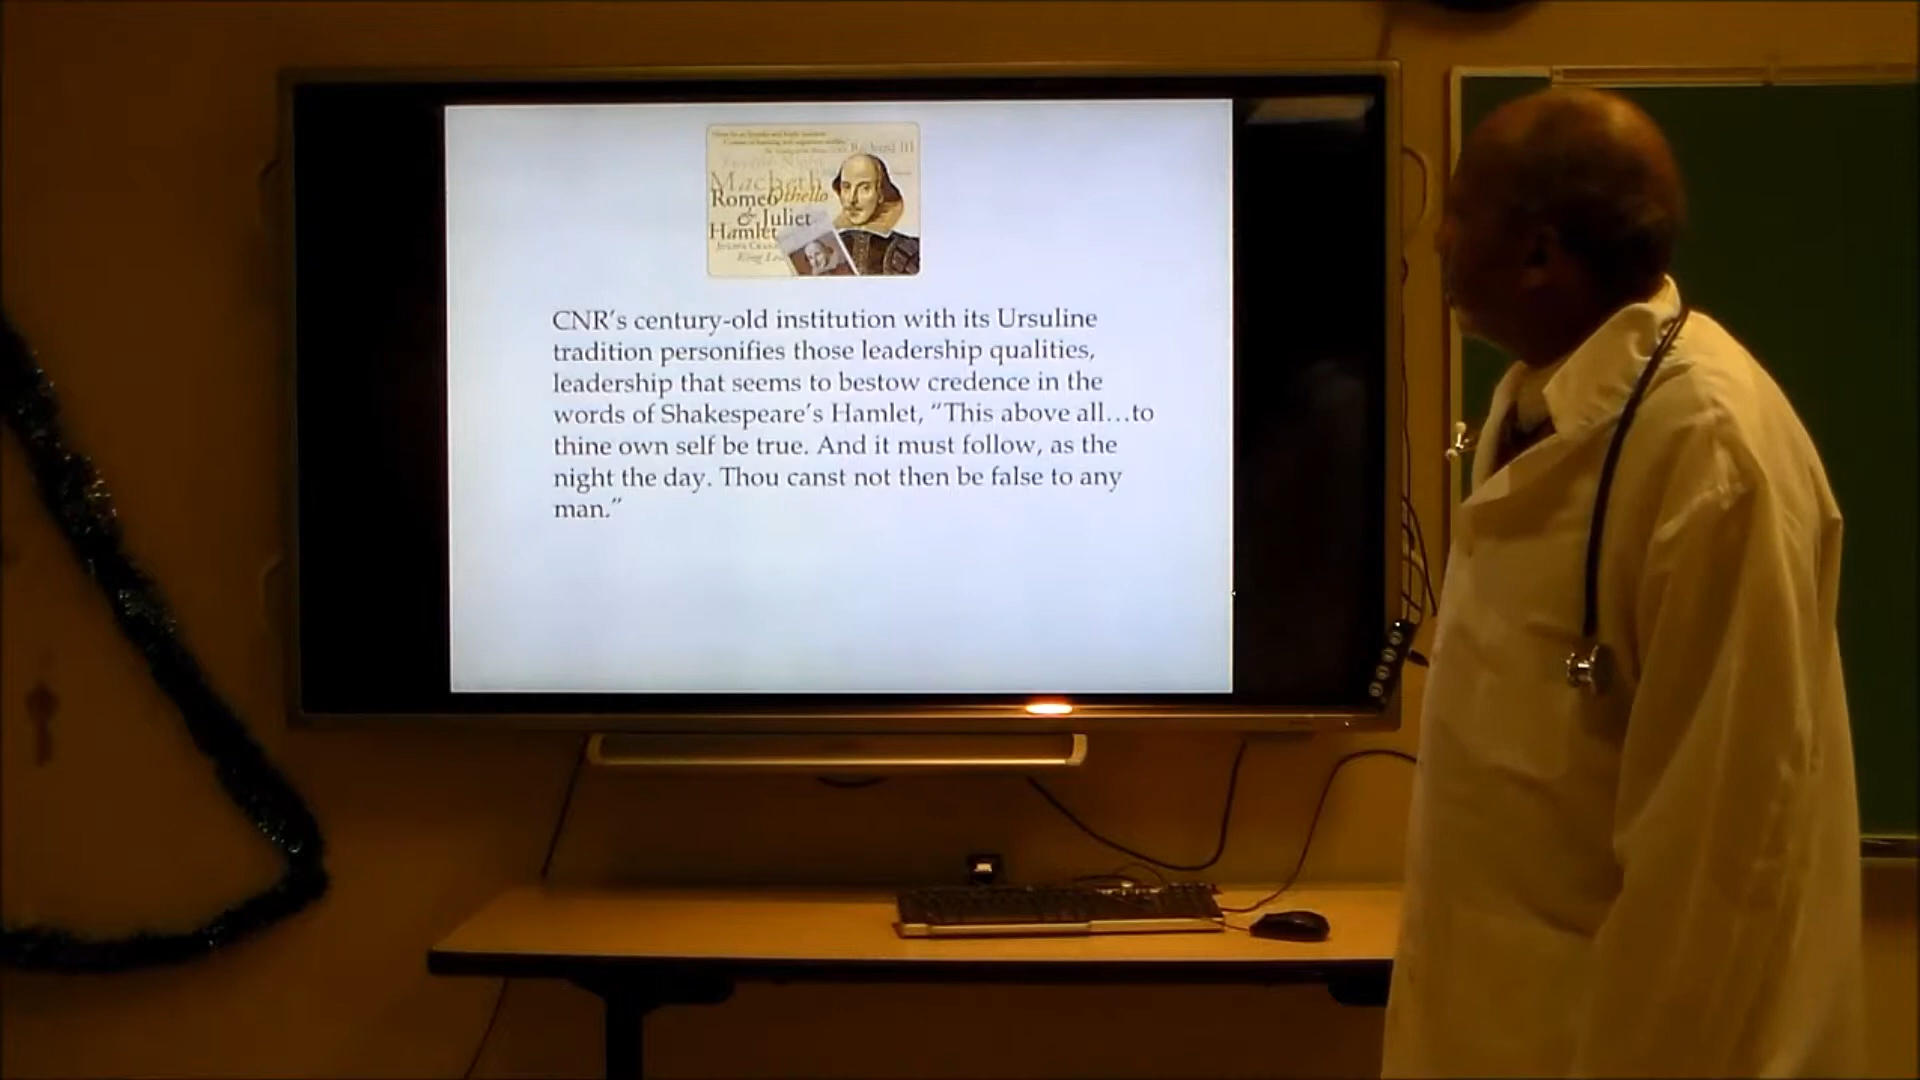 Richard III
Macbeth
Othello
Romeo
& Juliet
Hamlet
King Lea
CNR's century-old institution with its Ursuline
tradition personifies those leadership qualities,
leadership that seems to bestow credence in the
words of Shakespeare's Hamlet, "This above all...to
thine own self be true. And it must follow, as the
night the day. Thou canst not then be false to any
man."